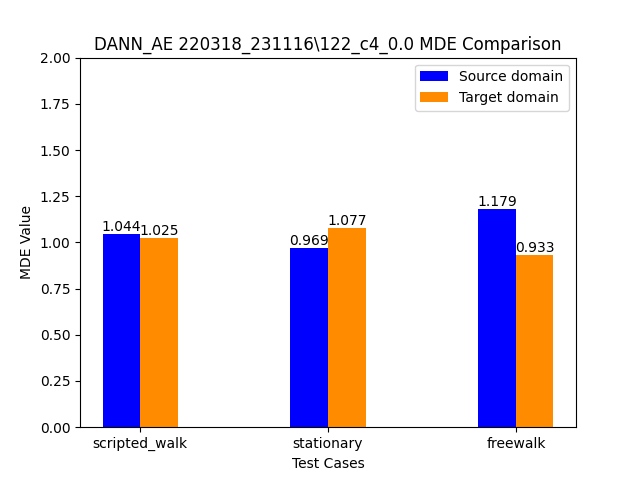 DANN_AE 220318_231116\122_c4_0.0 MDE Comparison
2.00
1.75
1.50
1.25
1.00
0.75
0.50
0.25
0.00
MDE Value
Source domain
Target domain
1.044
1.025
0.969
1.077
1.179
0.933
scripted_walk
stationary
freewalk
Test Cases